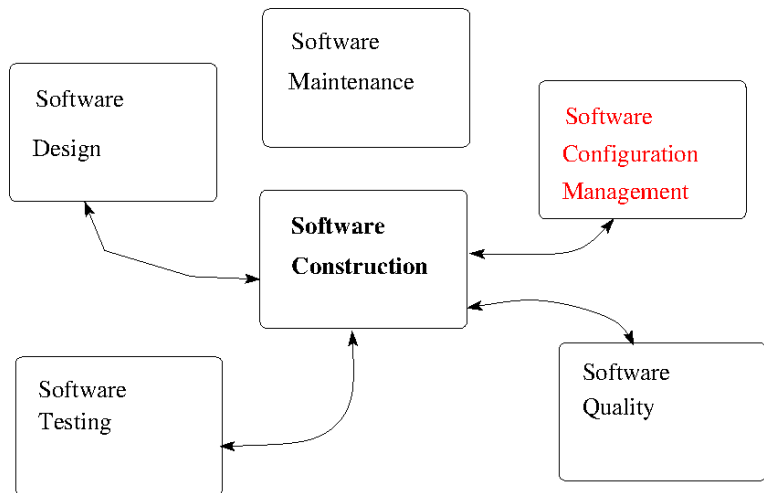 Software
Maintenance
Software
Design
Software
Configuration
Management
Software
Construction
Software
Testing
Software
Quality